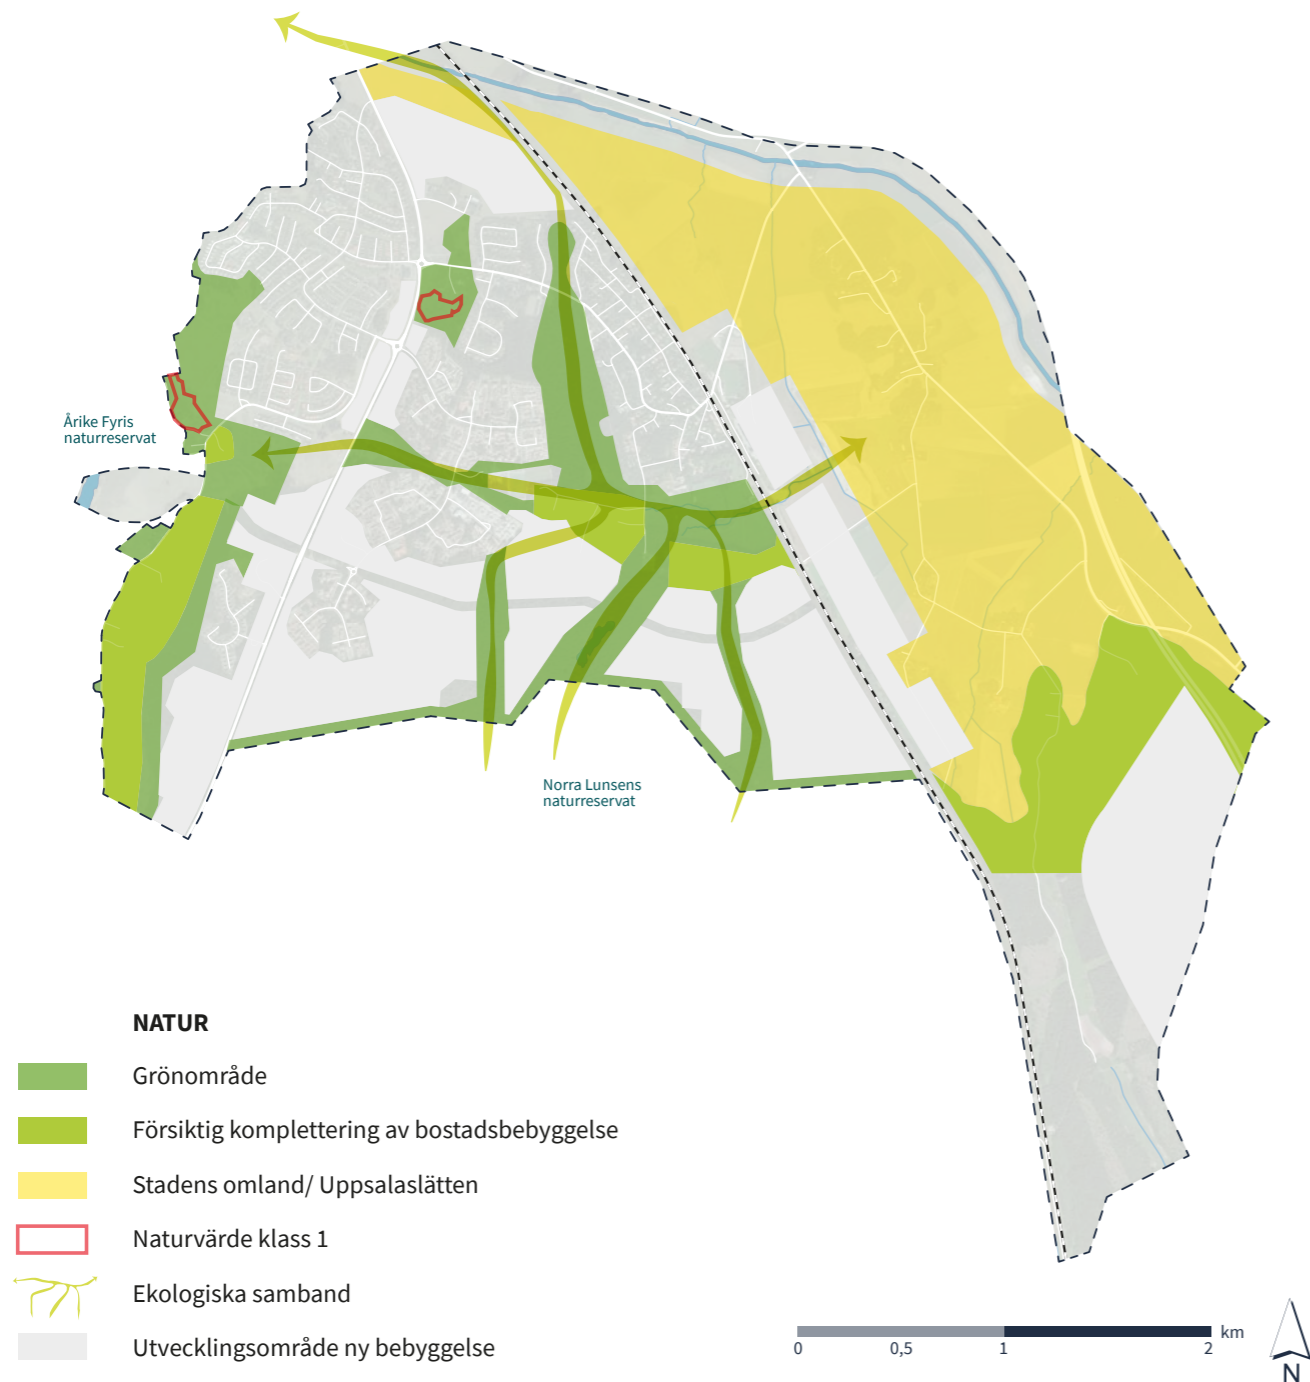 Årike Fyris
naturreservat
Norra Lunsens
naturreservat
NATUR
Grönområde
Försiktig komplettering av bostadsbebyggelse
Stadens omland/ Uppsalaslätten
Naturvärde klass 1
Ekologiska samband
Utvecklingsområde ny bebyggelse
km
0 0,5 1 2
N